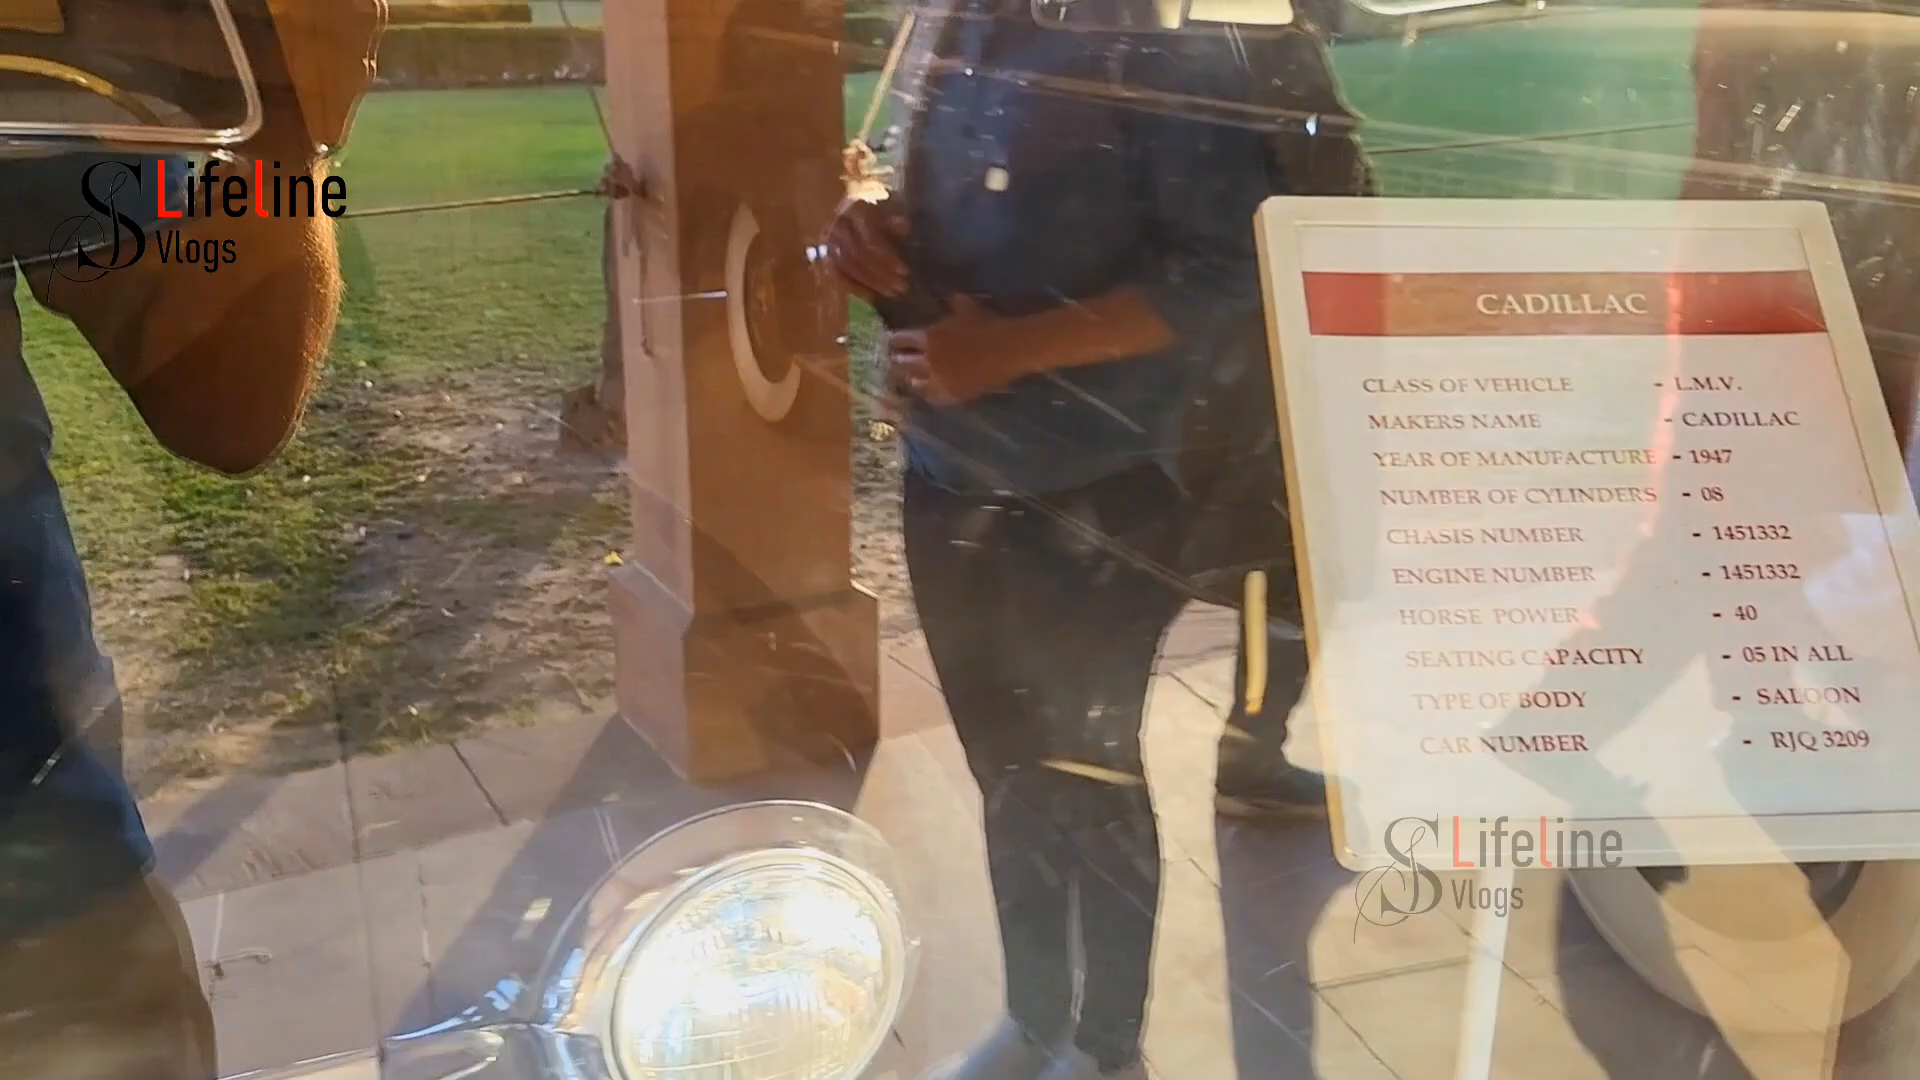 Lifeline
Vlogs
CADILLAC
CLASS OF VEHICLE - L.M.V.
MAKERS NAME - CADILLAC
YEAR OF MANUFACTURE - 1947
NUMBER OF CYLINDERS - 08
CHASIS NUMBER - 1451332
ENGINE NUMBER - 1451332
HORSE POWER - 40
SEATING CAPACITY - 05 IN ALL
TYPE OF BODY - SALOON
CAR NUMBER - RJQ 3209
Lifeline
Vlogs